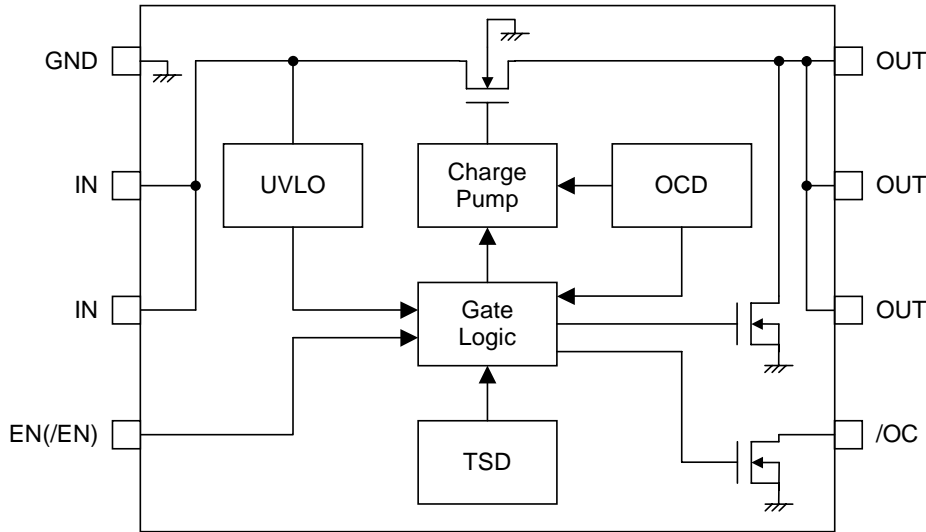 GND
OUT
IN
UVLO
Charge
Pump
OCD
OUT
IN
Gate
Logic
OUT
EN(/EN)
TSD
/OC